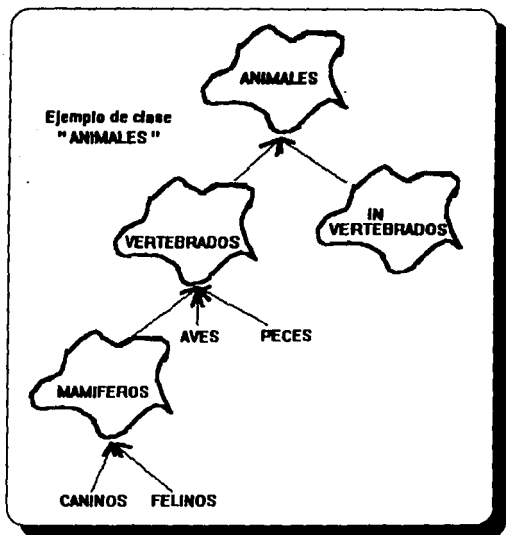 ANIMALES
Ejemplo de clase
"ANIMALES"
VERTEBRADOS
IN
VERTEBRADOS
AVES
PECES
MAMIFEROS
CANINOS
FELINOS